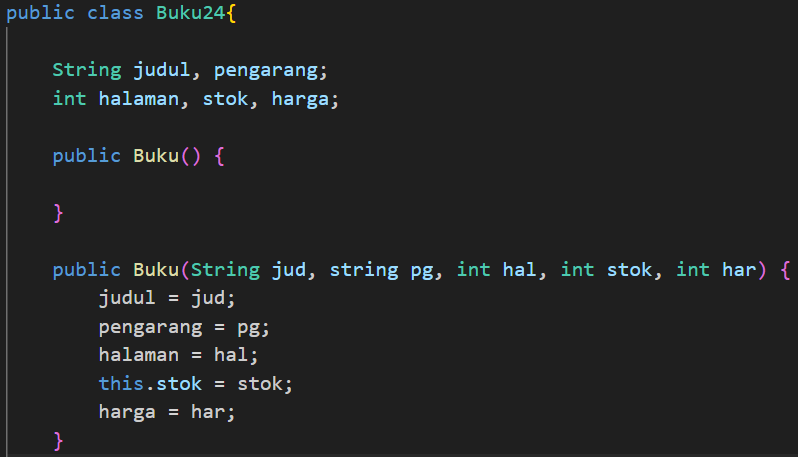 public class Buku24{
String judul, pengarang;
int halaman, stok, harga;
public Buku() {
}
public Buku(String jud, string pg, int hal, int stok, int har) {
judul = jud;
pengarang = pg;
halaman = hal;
this.stok = stok;
harga = har;
}